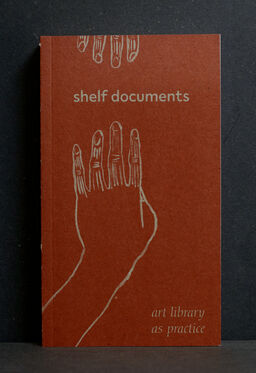 shelf documents
art library
as practice